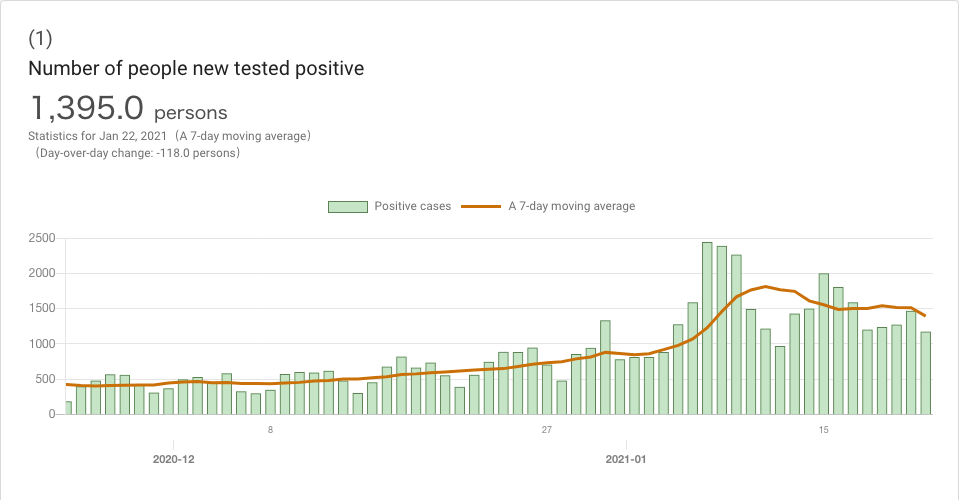 (1)
Number of people new tested positive
1,395.0 persons
Statistics for Jan 22, 2021（A 7-day moving average）
（Day-over-day change: -118.0 persons）
Positive cases A 7-day moving average
2500
2000
1500
1000
500
0
8 27 15
2020-12 2021-01